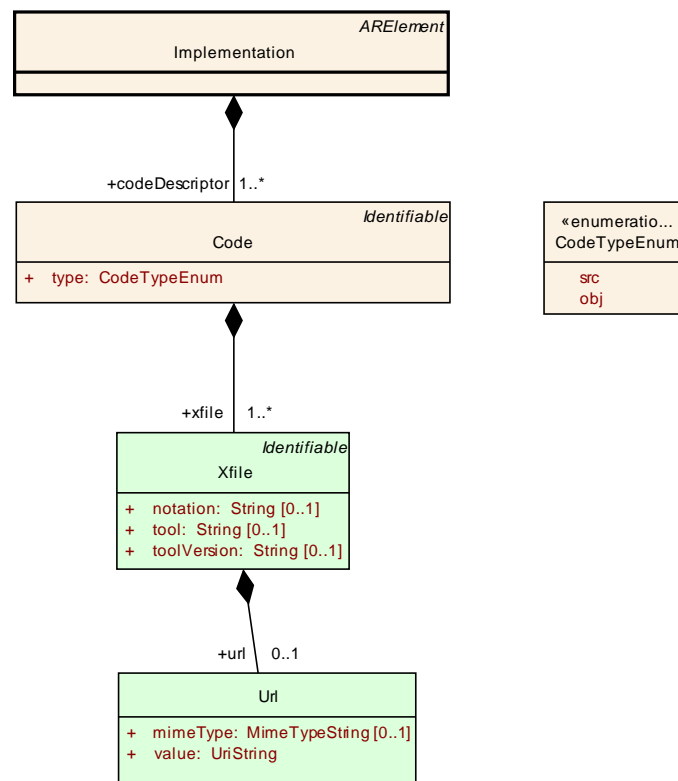 ARElement
Implementation
+codeDescriptor 1..*
Identifiable
Code
+ type: CodeTypeEnum
«enumeratio...
CodeTypeEnum
src
obj
+xfile 1..*
Identifiable
Xfile
+ notation: String [0..1]
+ tool: String [0..1]
+ toolVersion: String [0..1]
+url 0..1
Url
+ mimeType: MimeTypeString [0..1]
+ value: UriString